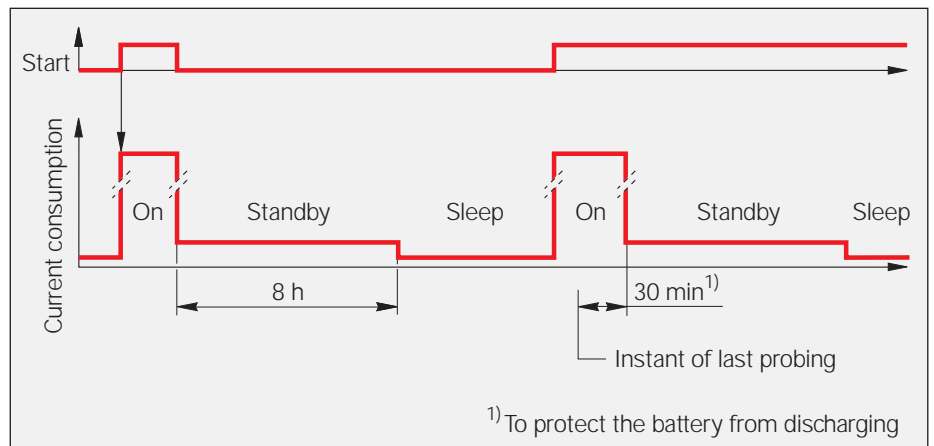 Start
Current consumption
On
Standby
Sleep
On
Standby
Sleep
8 h
30 min1)
Instant of last probing
1) To protect the battery from discharging